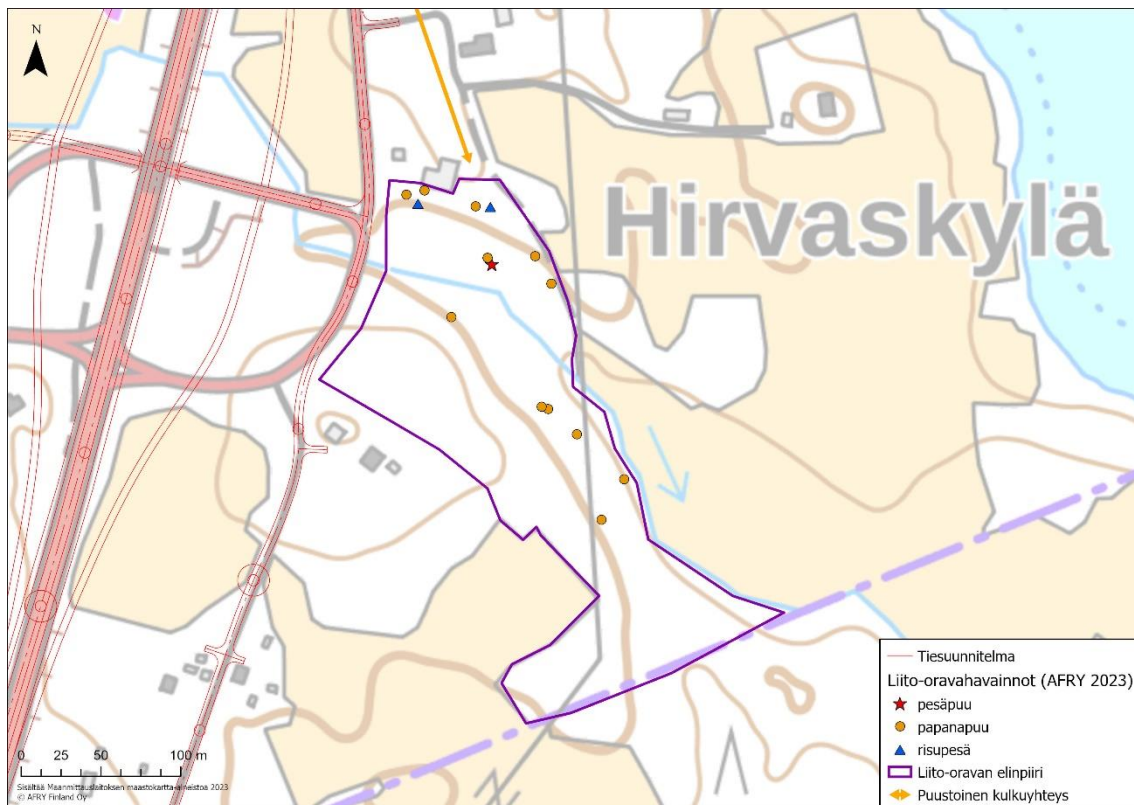 N
Hirvaskylä
Tiesuunnitelma
Liito-oravahavainnot (AFRY 2023)
pesäpuu
papanapuu
risupesä
Liito-oravan elinpiiri
Puustoinen kulkuyhteys
0 25 50 100 m
Sisältää Maanmittauslaitoksen maastokartta-aineistoa 2023
© AFRY Finland Oy